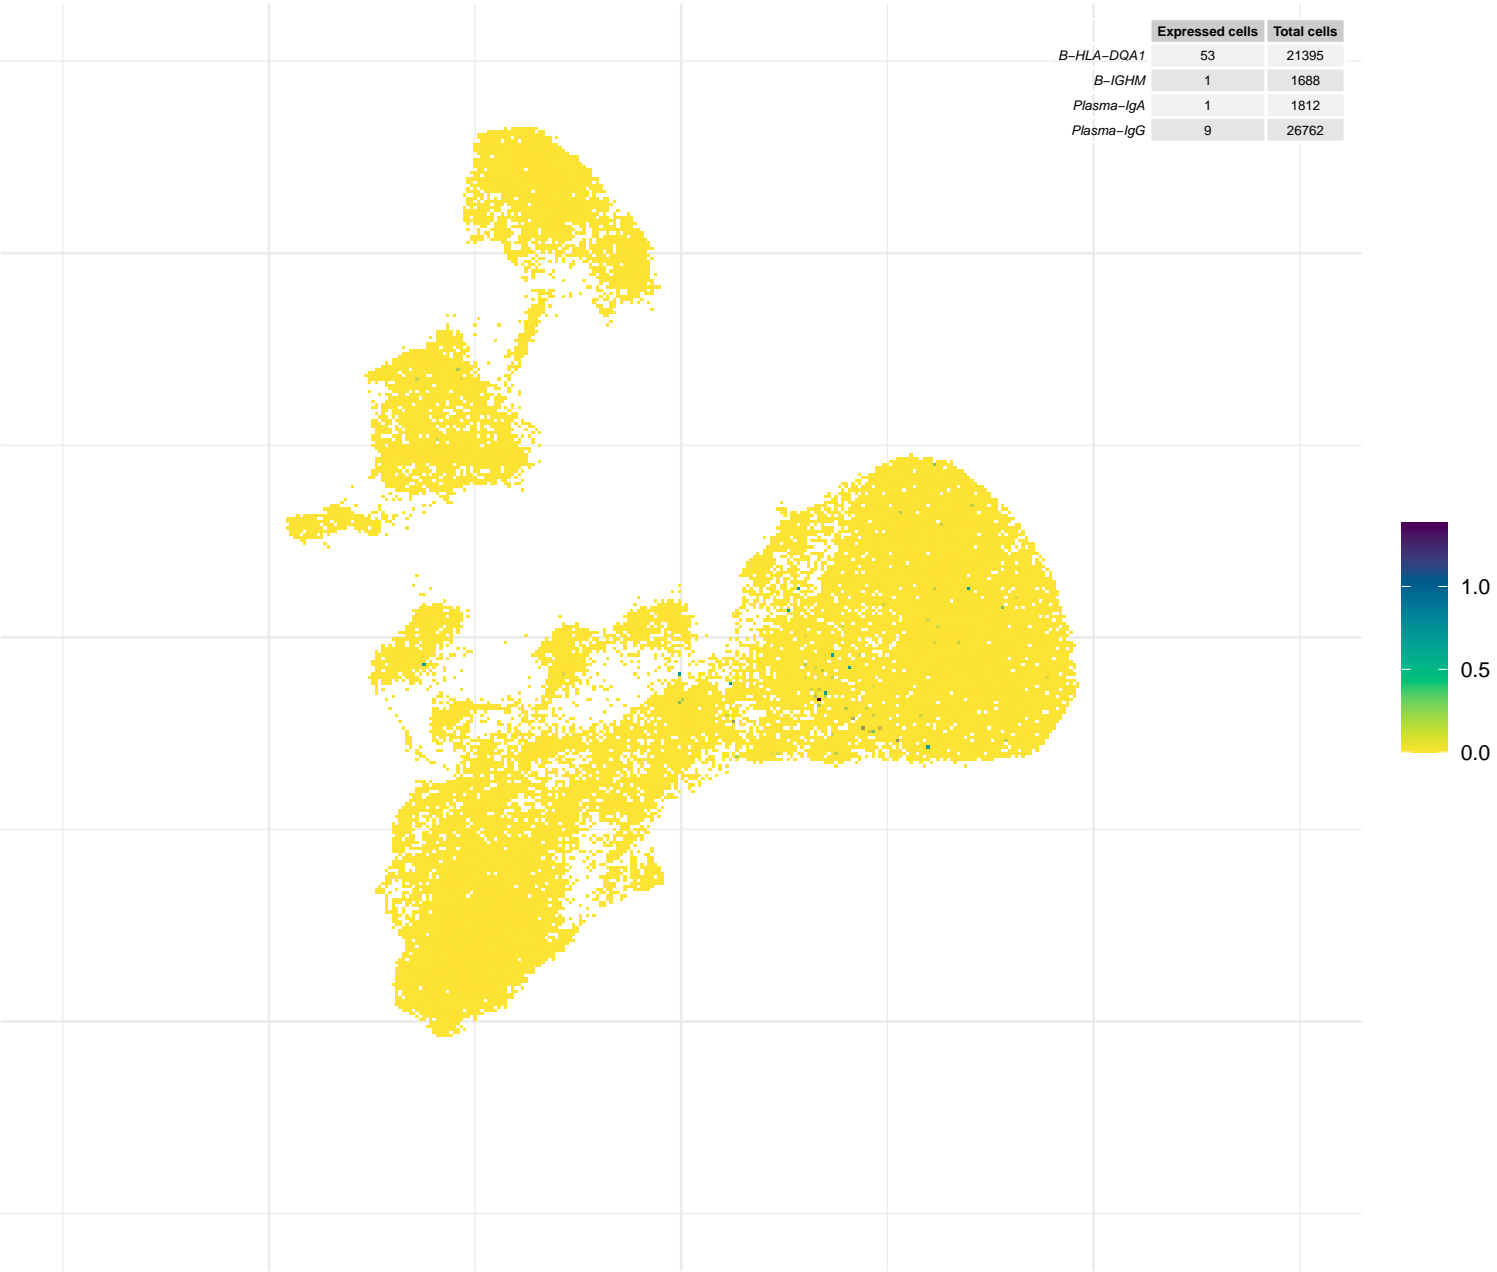 Expressed cells Total cells
B−HLA−DQA1 53 21395
B−IGHM 1 1688
Plasma−IgA 1 1812
Plasma−IgG 9 26762
1.0
0.5
0.0